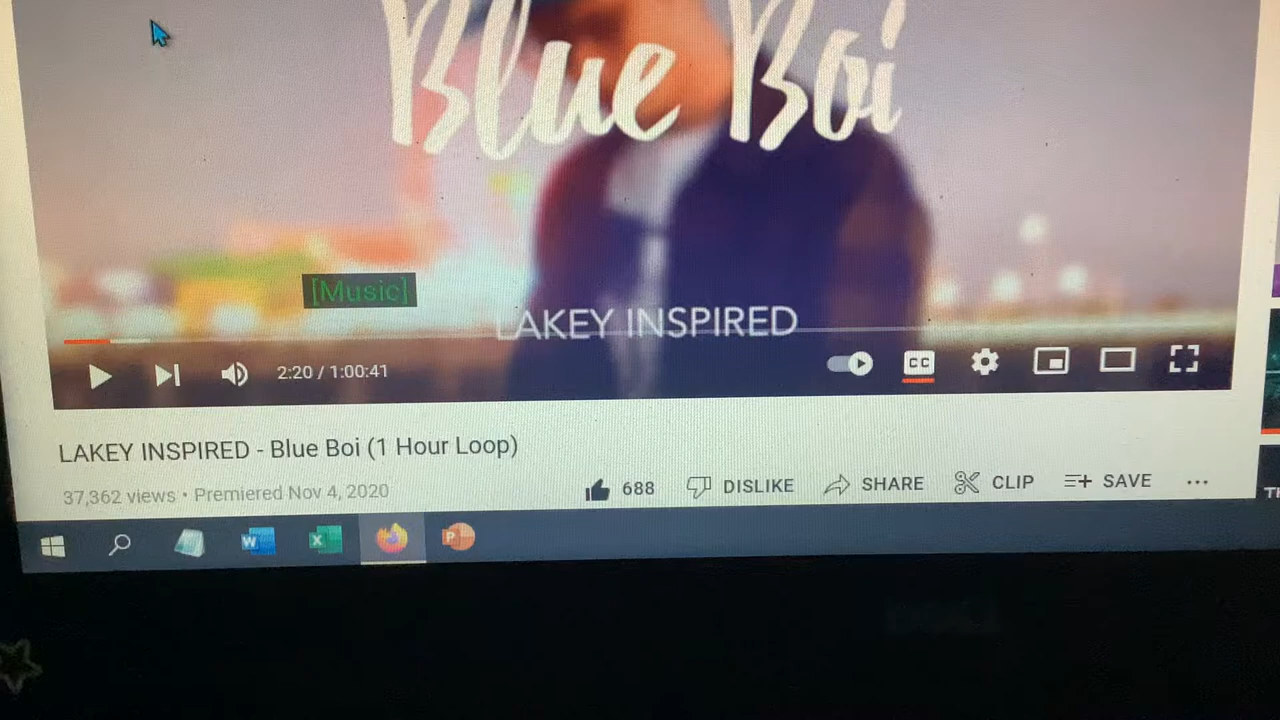 Blue Boi
[Music]
LAKEY INSPIRED
2:20 / 1:00:41
CC
LAKEY INSPIRED - Blue Boi (1 Hour Loop)
37,362 views • Premiered Nov 4, 2020
688 DISLIKE SHARE CLIP SAVE ...
W X P